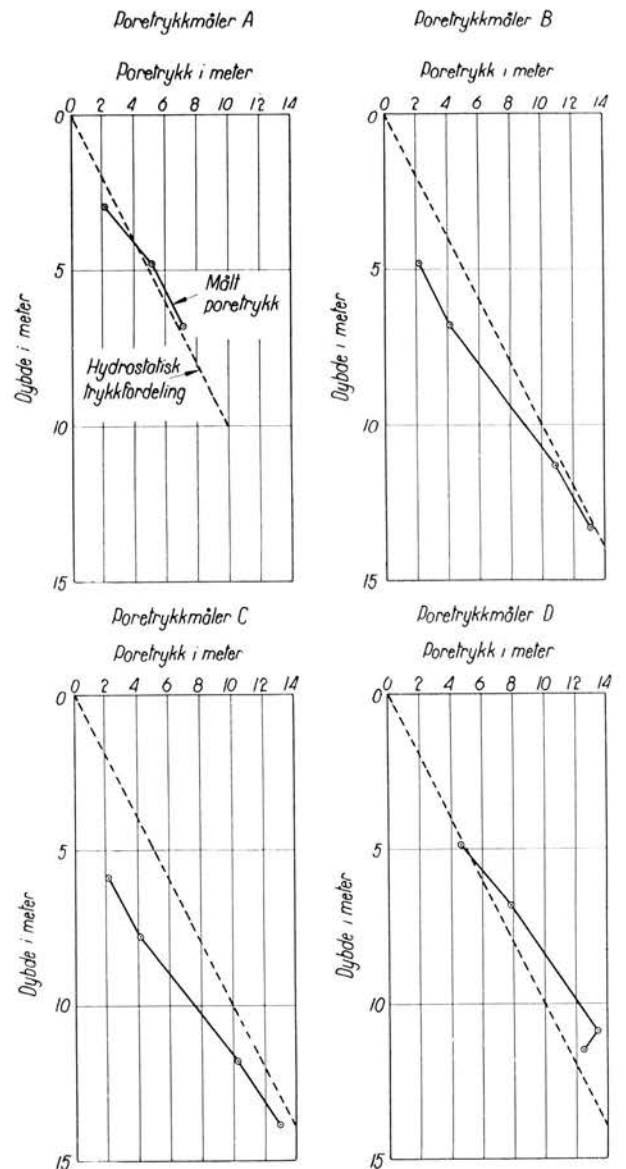 Poretrykkmåler A
Poretrykk i meter
0 2 4 6 8 10 12 14
0
5
10
15
Dybde i meter
Målt
poretrykk
Hydrostatisk
trykkfordeling
Poretrykkmåler B
Poretrykk i meter
0 2 4 6 8 10 12 14
0
5
10
15
Dybde i meter
Poretrykkmåler C
Poretrykk i meter
0 2 4 6 8 10 12 14
0
5
10
15
Dybde i meter
Poretrykkmåler D
Poretrykk i meter
0 2 4 6 8 10 12 14
0
5
10
15
Dybde i meter